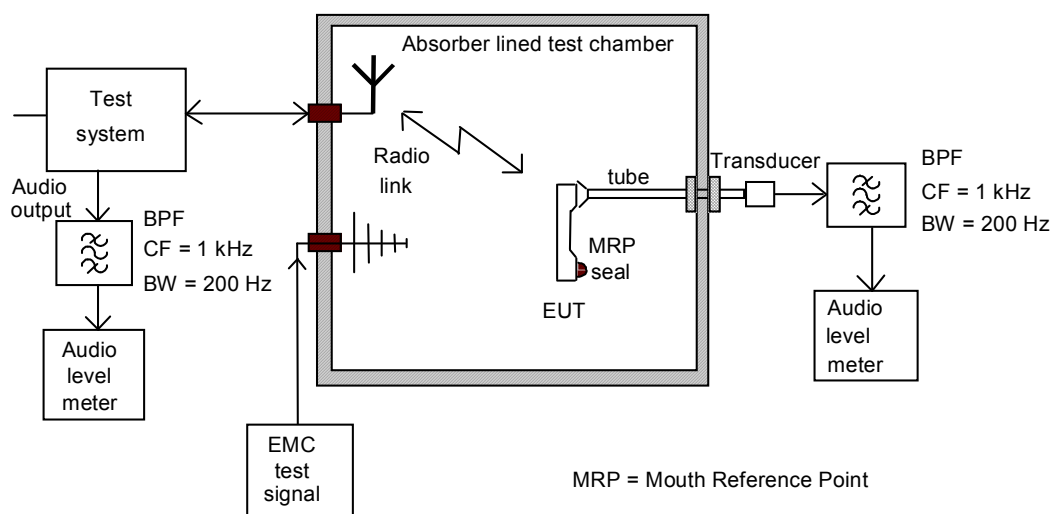 Absorber lined test chamber
Test
system
Radio
link
Audio
output
BPF
CF = 1 kHz
BW = 200 Hz
Audio
level
meter
EMC
test
signal
tube
MRP
seal
EUT
Transducer
BPF
CF = 1 kHz
BW = 200 Hz
Audio
level
meter
MRP = Mouth Reference Point